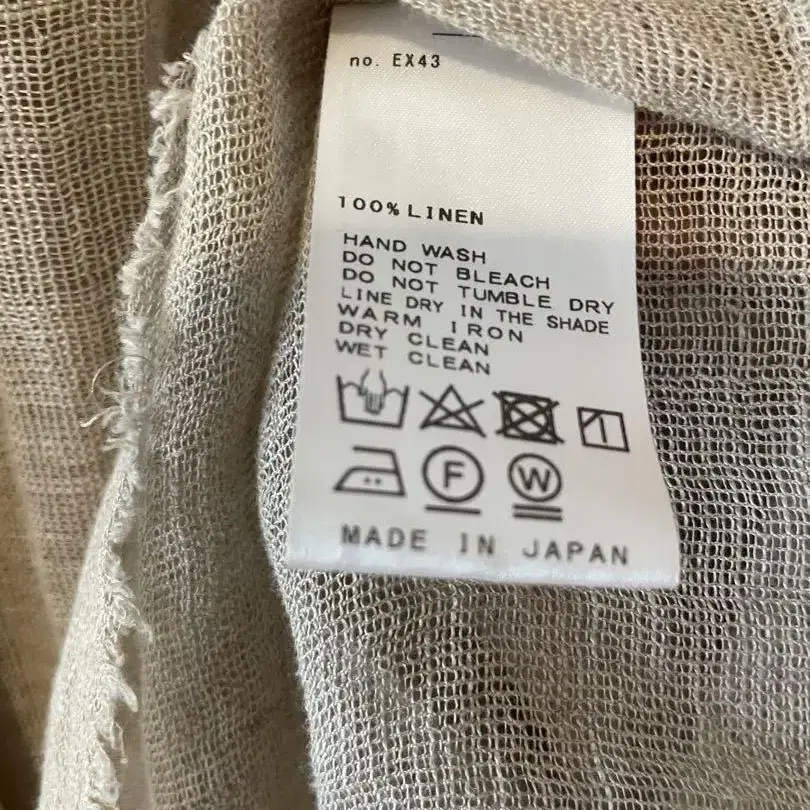 no. EX43
100% LINEN
HAND WASH
DO NOT BLEACH
DO NOT TUMBLE DRY
LINE DRY IN THE SHADE
WARM IRON
DRY CLEAN
WET CLEAN
F W
MADE IN JAPAN